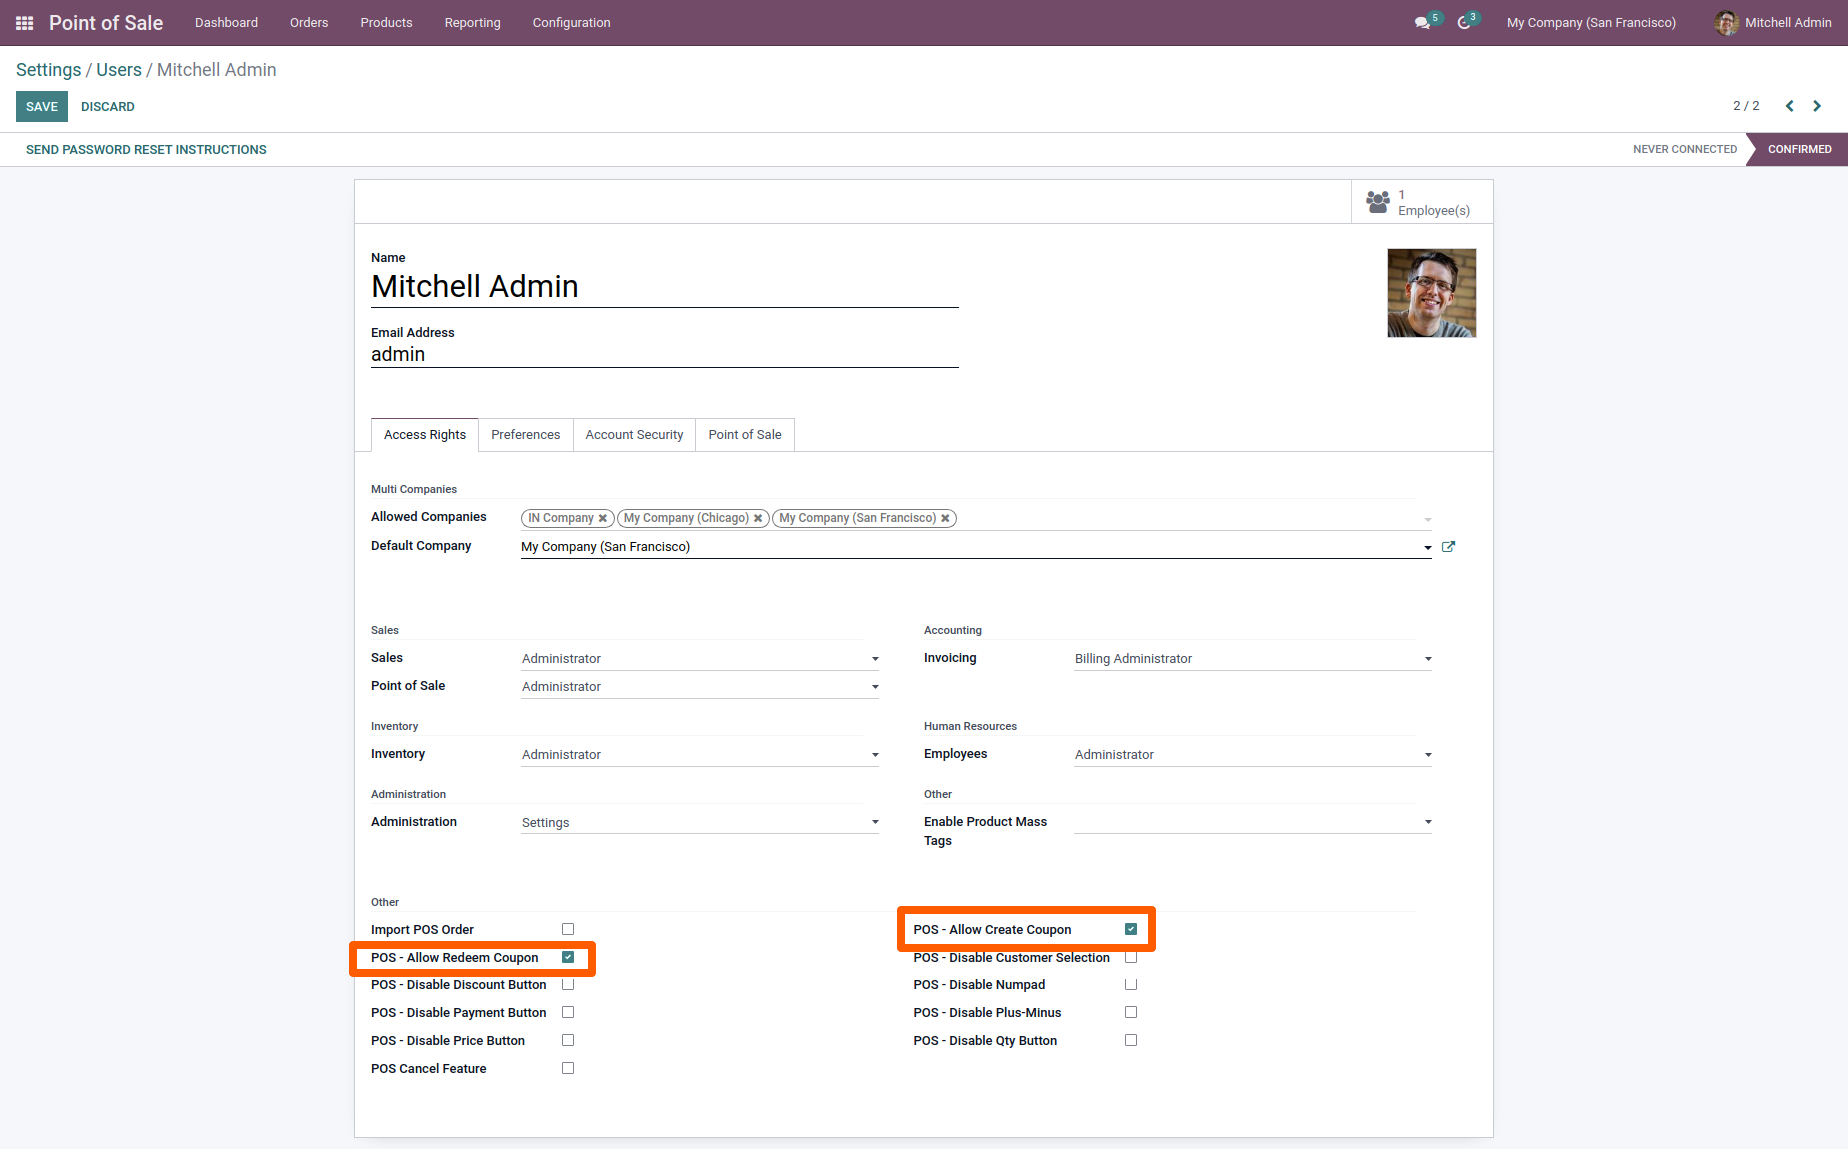 Point of Sale Dashboard Orders Products Reporting Configuration 5 3 My Company (San Francisco) Mitchell Admin
Settings / Users / Mitchell Admin
SAVE DISCARD 2 / 2
SEND PASSWORD RESET INSTRUCTIONS NEVER CONNECTED CONFIRMED
1
Employee(s)
Name
Mitchell Admin
Email Address
admin
Access Rights Preferences Account Security Point of Sale
Multi Companies
Allowed Companies IN Company My Company (Chicago) My Company (San Francisco)
Default Company My Company (San Francisco)
Sales Accounting
Sales Administrator Invoicing Billing Administrator
Point of Sale Administrator
Inventory Human Resources
Inventory Administrator Employees Administrator
Administration Other
Administration Settings Enable Product Mass
Tags
Other
Import POS Order POS - Allow Create Coupon
POS - Allow Redeem Coupon POS - Disable Customer Selection
POS - Disable Discount Button POS - Disable Numpad
POS - Disable Payment Button POS - Disable Plus-Minus
POS - Disable Price Button POS - Disable Qty Button
POS Cancel Feature